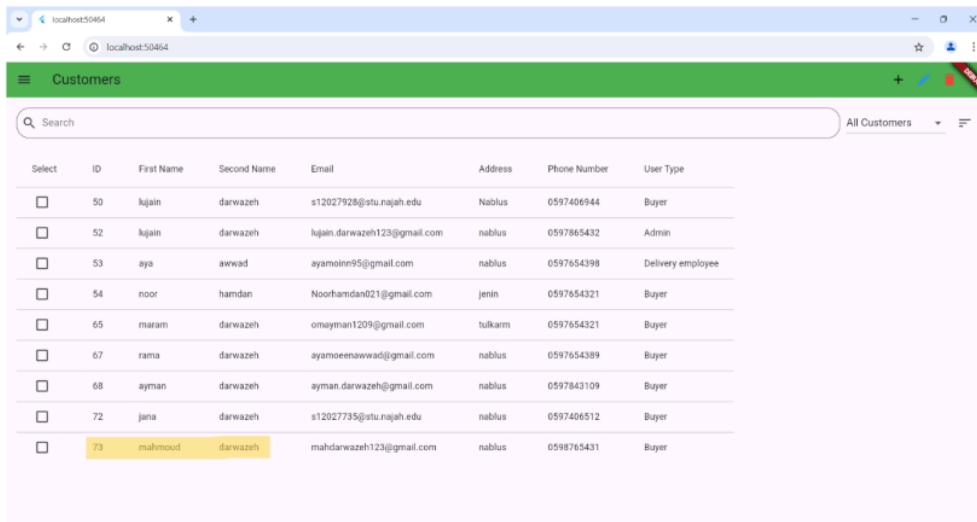 localhost:50464
localhost:50464
Customers
Search
All Customers
Select ID First Name Second Name Email Address Phone Number User Type
50 lujain darwazeh s12027928@stu.najah.edu Nablus 0597406944 Buyer
52 lujain darwazeh lujain.darwazeh123@gmail.com nablus 0597865432 Admin
53 aya awwad ayamoinn95@gmail.com nablus 0597654398 Delivery employee
54 noor hamdan Noorhamdan021@gmail.com jenin 0597654321 Buyer
65 maram darwazeh omayman1209@gmail.com tulkarm 0597654321 Buyer
67 rama darwazeh ayamoeenawwad@gmail.com nablus 0597654389 Buyer
68 ayman darwazeh ayman.darwazeh@gmail.com nablus 0597843109 Buyer
72 jana darwazeh s12027735@stu.najah.edu nablus 0597406512 Buyer
73 mahmoud darwazeh mahdarwazeh123@gmail.com nablus 0598765431 Buyer